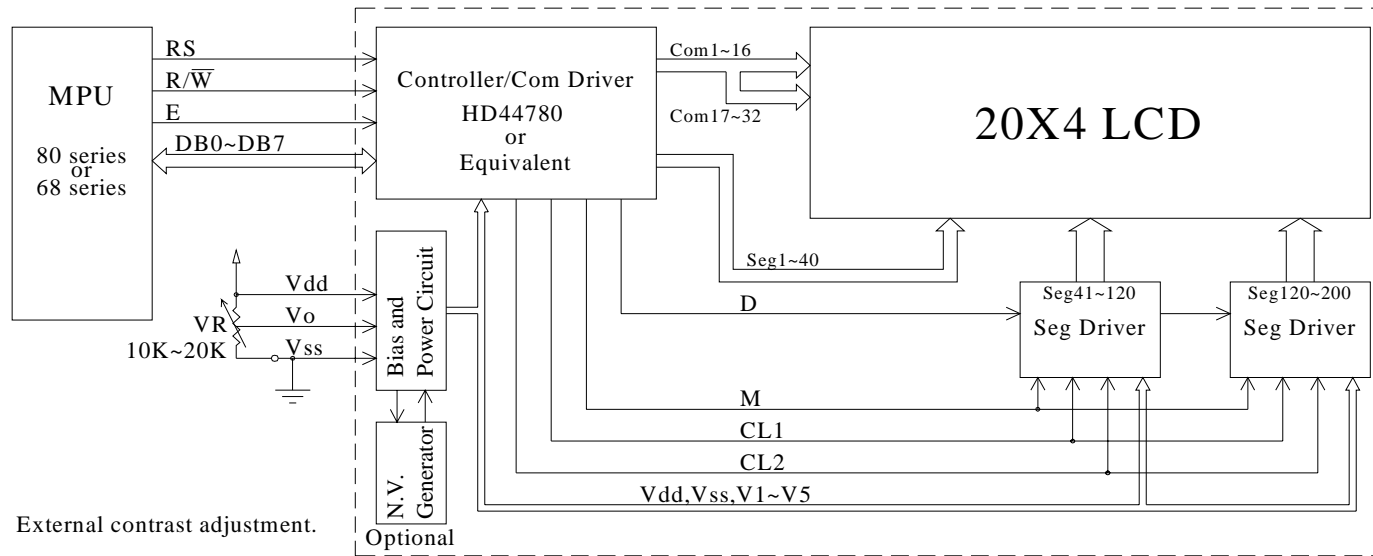 MPU
80 series
or
68 series
RS
R/W̅
E
DB0~DB7
Controller/Com Driver
HD44780
or
Equivalent
Com1~16
Com17~32
20X4 LCD
Seg1~40
D
Seg41~120
Seg Driver
Seg120~200
Seg Driver
Vdd
Vo
Vss
VR
10K~20K
Bias and
Power Circuit
M
CL1
CL2
Vdd,Vss,V1~V5
N.V.
Generator
Optional
External contrast adjustment.